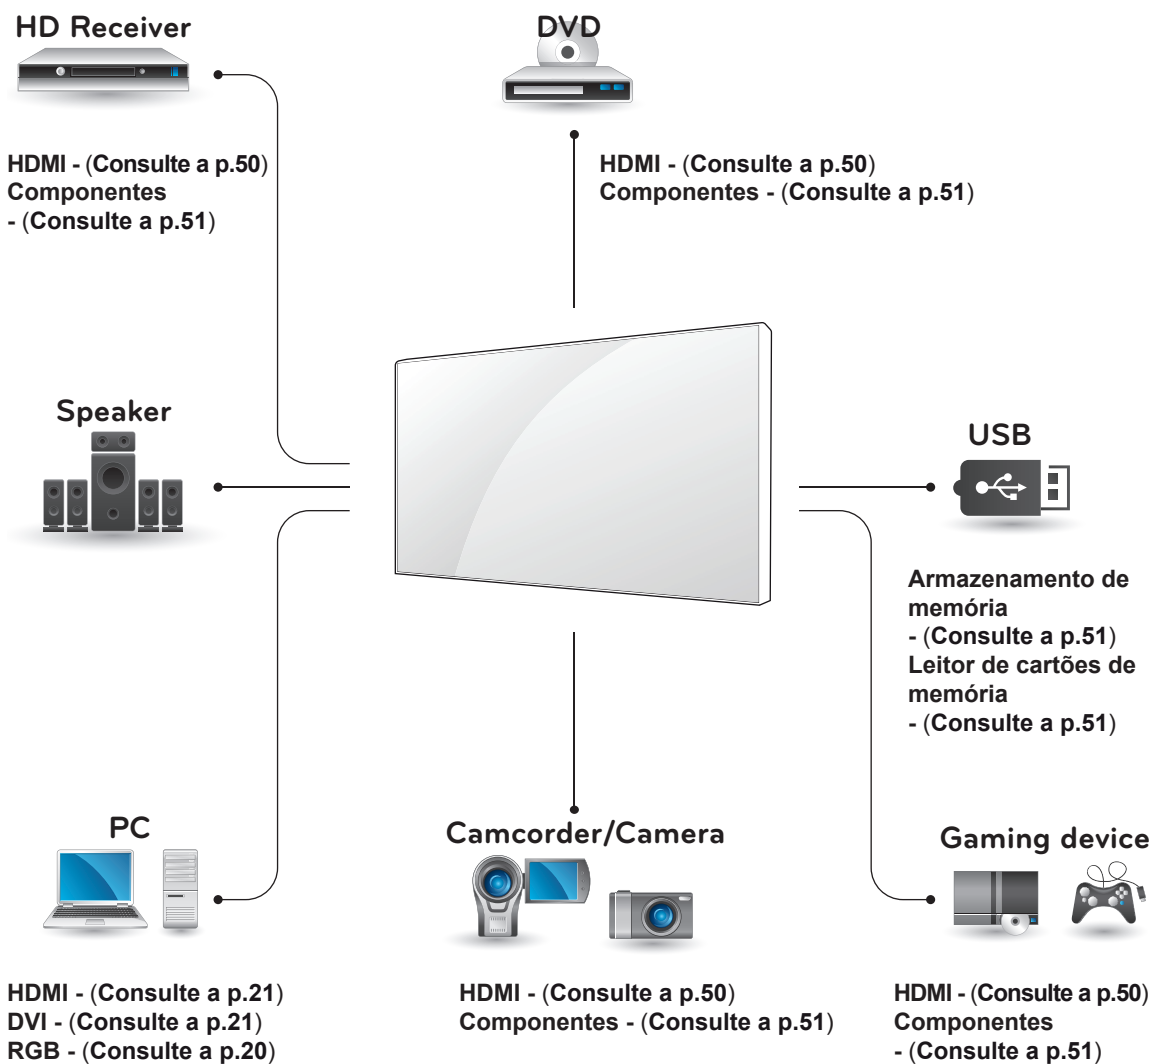 HD Receiver
HDMI - (Consulte a p.50)
Componentes
- (Consulte a p.51)
DVD
HDMI - (Consulte a p.50)
Componentes - (Consulte a p.51)
Speaker
USB
Armazenamento de
memória
- (Consulte a p.51)
Leitor de cartões de
memória
- (Consulte a p.51)
PC
HDMI - (Consulte a p.21)
DVI - (Consulte a p.21)
RGB - (Consulte a p.20)
Camcorder/Camera
HDMI - (Consulte a p.50)
Componentes - (Consulte a p.51)
Gaming device
HDMI - (Consulte a p.50)
Componentes
- (Consulte a p.51)